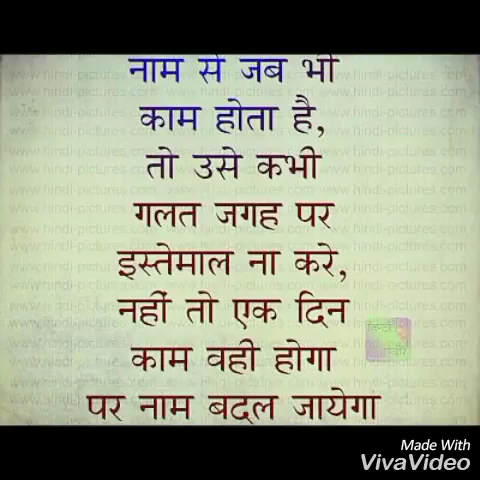 नाम से जब भी
काम होता है,
तो उसे कभी
गलत जगह पर
इस्तेमाल ना करे,
नहीं तो एक दिन
काम वही होगा
पर नाम बदल जायेगा
Made With
VivaVideo